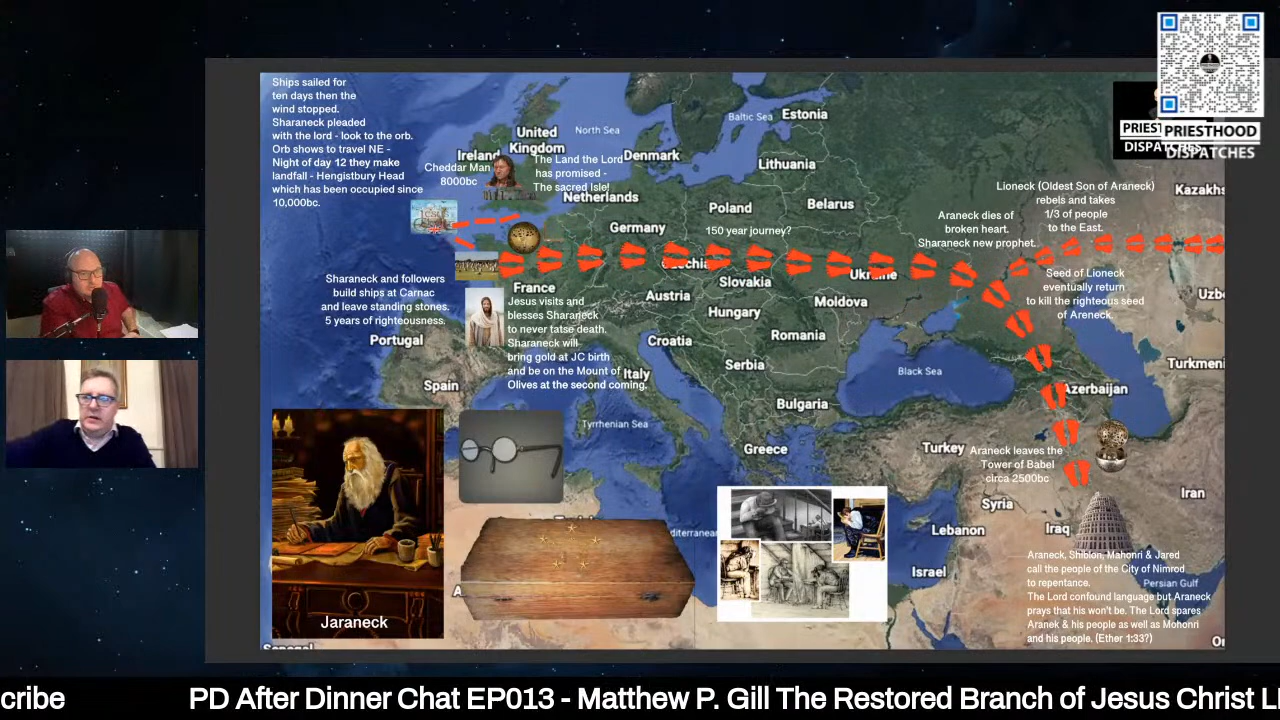 Ships sailed for
ten days then the
wind stopped.
Sharaneck pleaded
with the lord - look to the orb.
Orb shows to travel NE -
Night of day 12 they make
landfall - Hengistbury Head
which has been occupied since
10,000bc.
Cheddar Man
8000bc
The Land the Lord
has promised -
The sacred Isle!
United
Kingdom
Ireland
North Sea
Denmark
Baltic Sea
Estonia
Lithuania
Netherlands
Germany
Poland
Belarus
150 year journey?
PRIESTHOOD
DISPATCHES
Lioneck (Oldest Son of Araneck)
rebels and takes
1/3 of people
to the East.
Kazakhs
Araneck dies of
broken heart.
Sharaneck new prophet.
Czechia
Slovakia
Ukraine
Seed of Lioneck
eventually return
to kill the righteous seed
of Areneck.
Uzb
Sharaneck and followers
build ships at Carnac
and leave standing stones.
5 years of righteousness.
France
Austria
Hungary
Moldova
Romania
Jesus visits and
blesses Sharaneck
to never tatse death.
Sharaneck will
bring gold at JC birth
and be on the Mount of
Olives at the second coming.
Portugal
Spain
Croatia
Italy
Serbia
Bulgaria
Black Sea
Turkmeni
Azerbaijan
Tyrrhenian Sea
Greece
Turkey
Araneck leaves the
Tower of Babel
circa 2500bc
Syria
Iran
Lebanon
Iraq
Israel
Persian Gulf
Araneck, Shiblon, Mahonri & Jared
call the people of the City of Nimrod
to repentance.
The Lord confound language but Araneck
prays that his won't be. The Lord spares
Aranek & his people as well as Mohonri
and his people. (Ether 1:33?)
Jaraneck
cribe PD After Dinner Chat EP013 - Matthew P. Gill The Restored Branch of Jesus Christ L